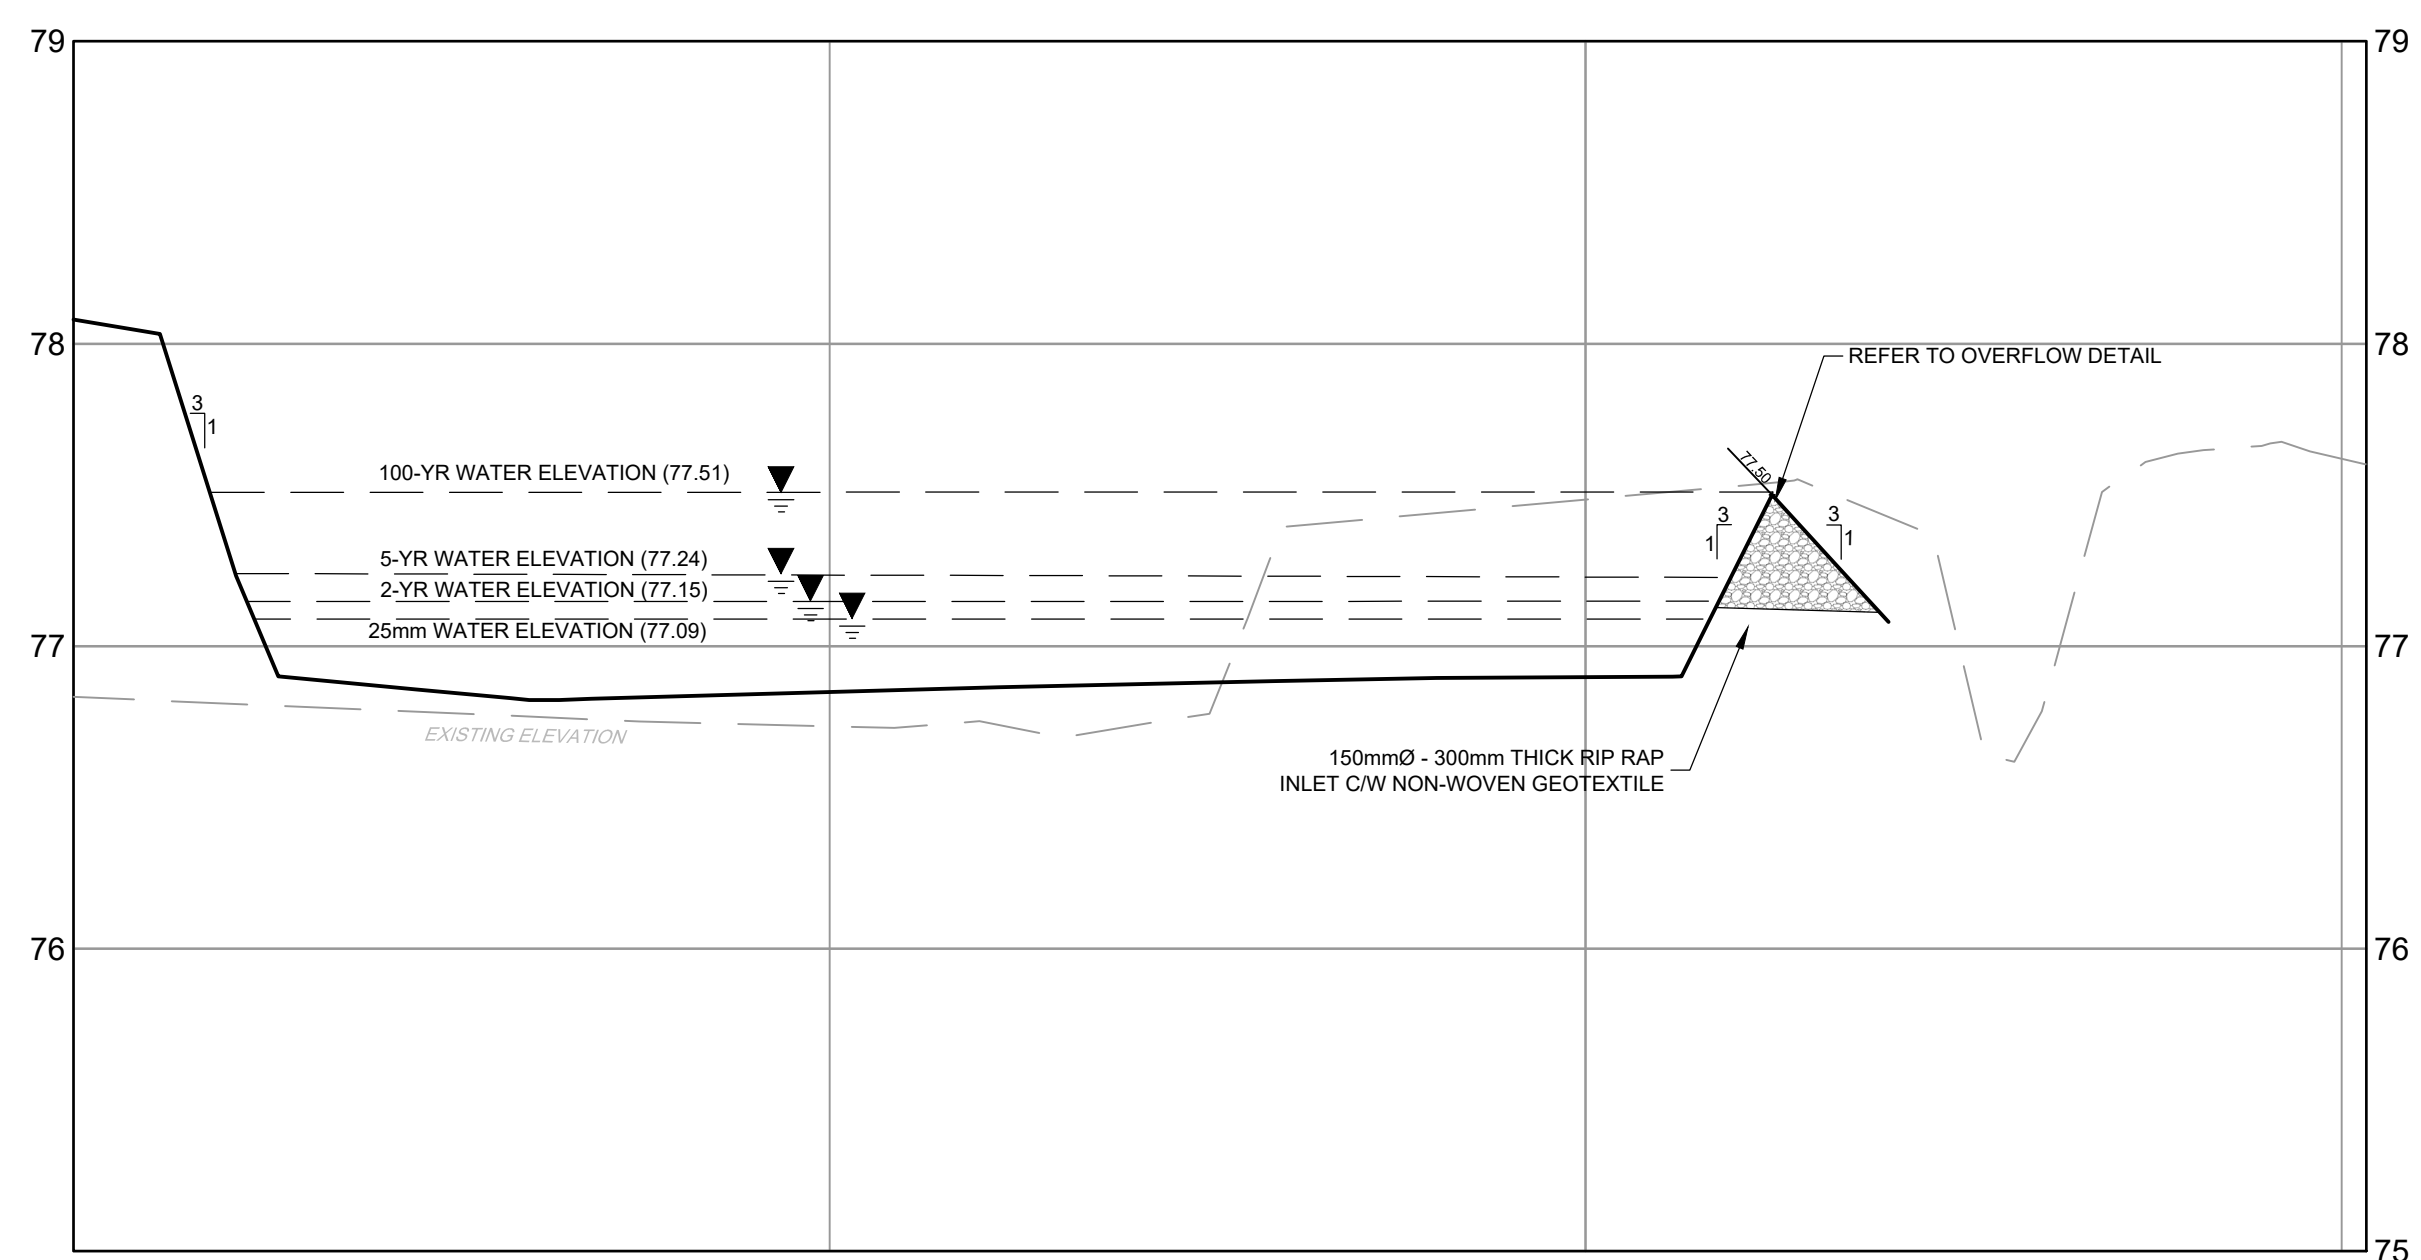 79
79
78
78
REFER TO OVERFLOW DETAIL
3
1
77.50
100-YR WATER ELEVATION (77.51)
3
1
3
1
5-YR WATER ELEVATION (77.24)
2-YR WATER ELEVATION (77.15)
25mm WATER ELEVATION (77.09)
77
77
EXISTING ELEVATION
150mmØ - 300mm THICK RIP RAP
INLET C/W NON-WOVEN GEOTEXTILE
76
76
75